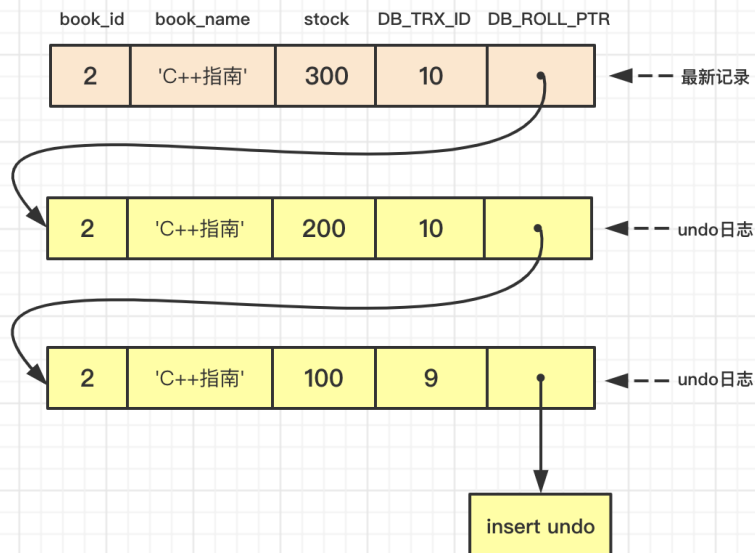 book_id book_name stock DB_TRX_ID DB_ROLL_PTR
2 'C++指南' 300 10 最新记录
2 'C++指南' 200 10 undo日志
2 'C++指南' 100 9 undo日志
insert undo